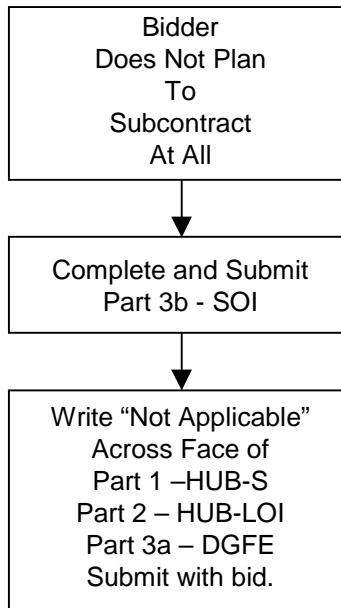 Bidder
Does Not Plan
To
Subcontract
At All
Complete and Submit
Part 3b - SOI
Write “Not Applicable”
Across Face of
Part 1 –HUB-S
Part 2 – HUB-LOI
Part 3a – DGFE
Submit with bid.